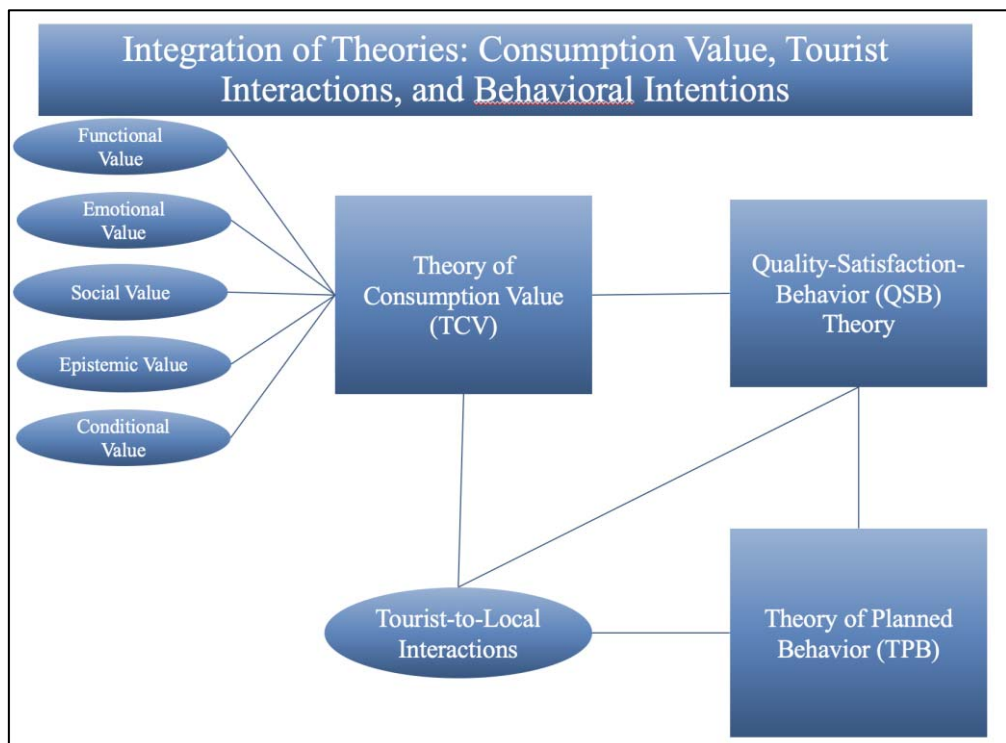 Integration of Theories: Consumption Value, Tourist
Interactions, and Behavioral Intentions
Functional
Value
Emotional
Value
Social Value
Epistemic Value
Conditional
Value
Theory of
Consumption Value
(TCV)
Quality-Satisfaction-
Behavior (QSB)
Theory
Tourist-to-Local
Interactions
Theory of Planned
Behavior (TPB)